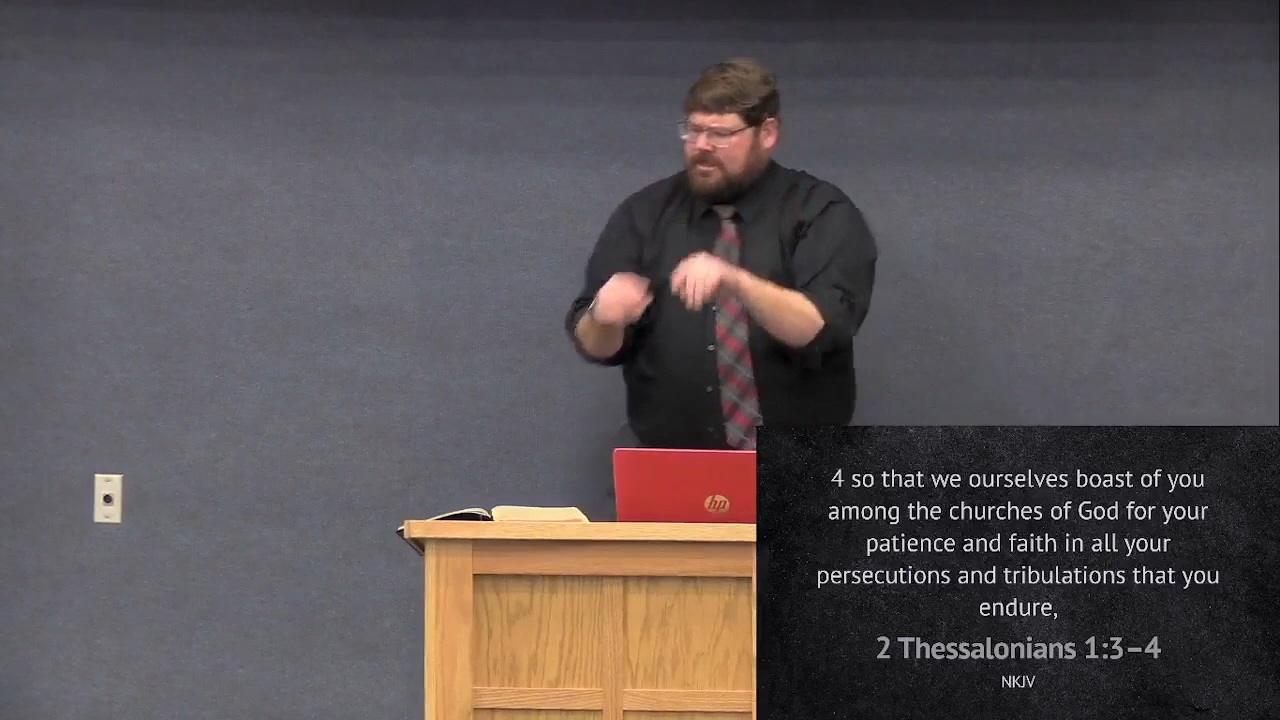 hp
4 so that we ourselves boast of you
among the churches of God for your
patience and faith in all your
persecutions and tribulations that you
endure,
2 Thessalonians 1:3–4
NKJV